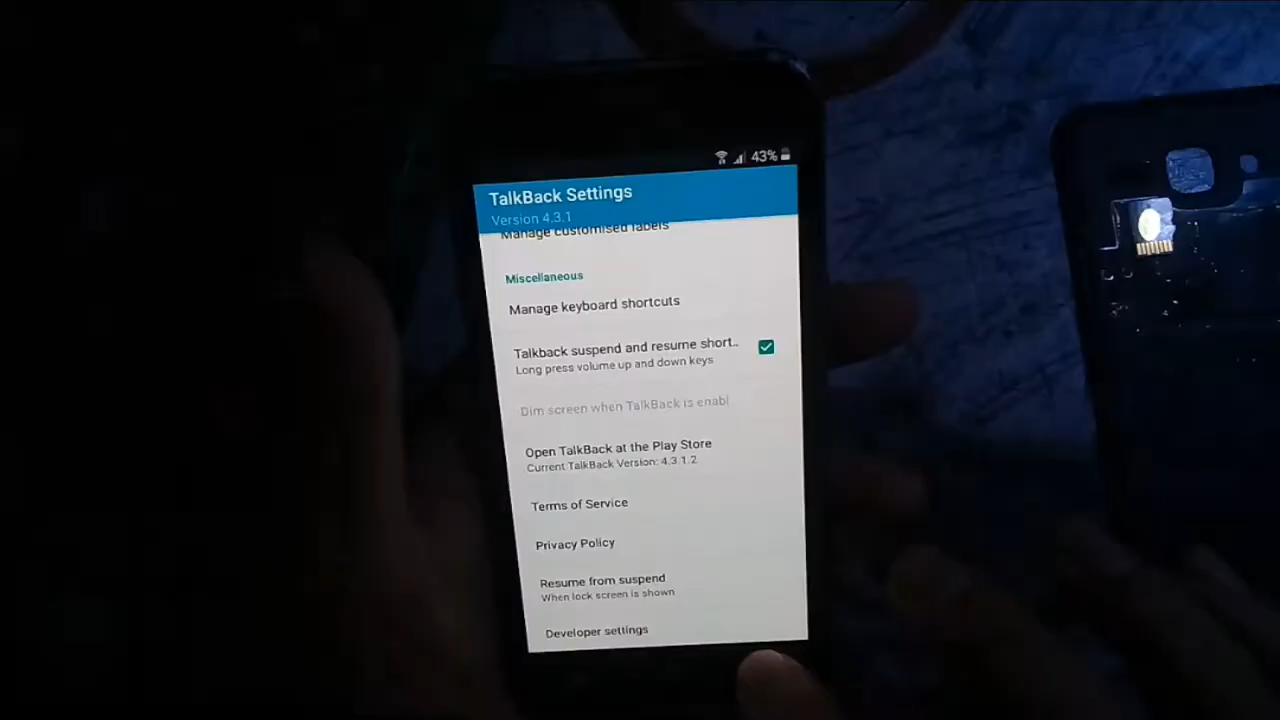 43%
TalkBack Settings
Version 4.3.1
Manage customised labels
Miscellaneous
Manage keyboard shortcuts
Talkback suspend and resume short..
Long press volume up and down keys
Dim screen when TalkBack is enabl
Open TalkBack at the Play Store
Current TalkBack Version: 4.3.1.2
Terms of Service
Privacy Policy
Resume from suspend
When lock screen is shown
Developer settings